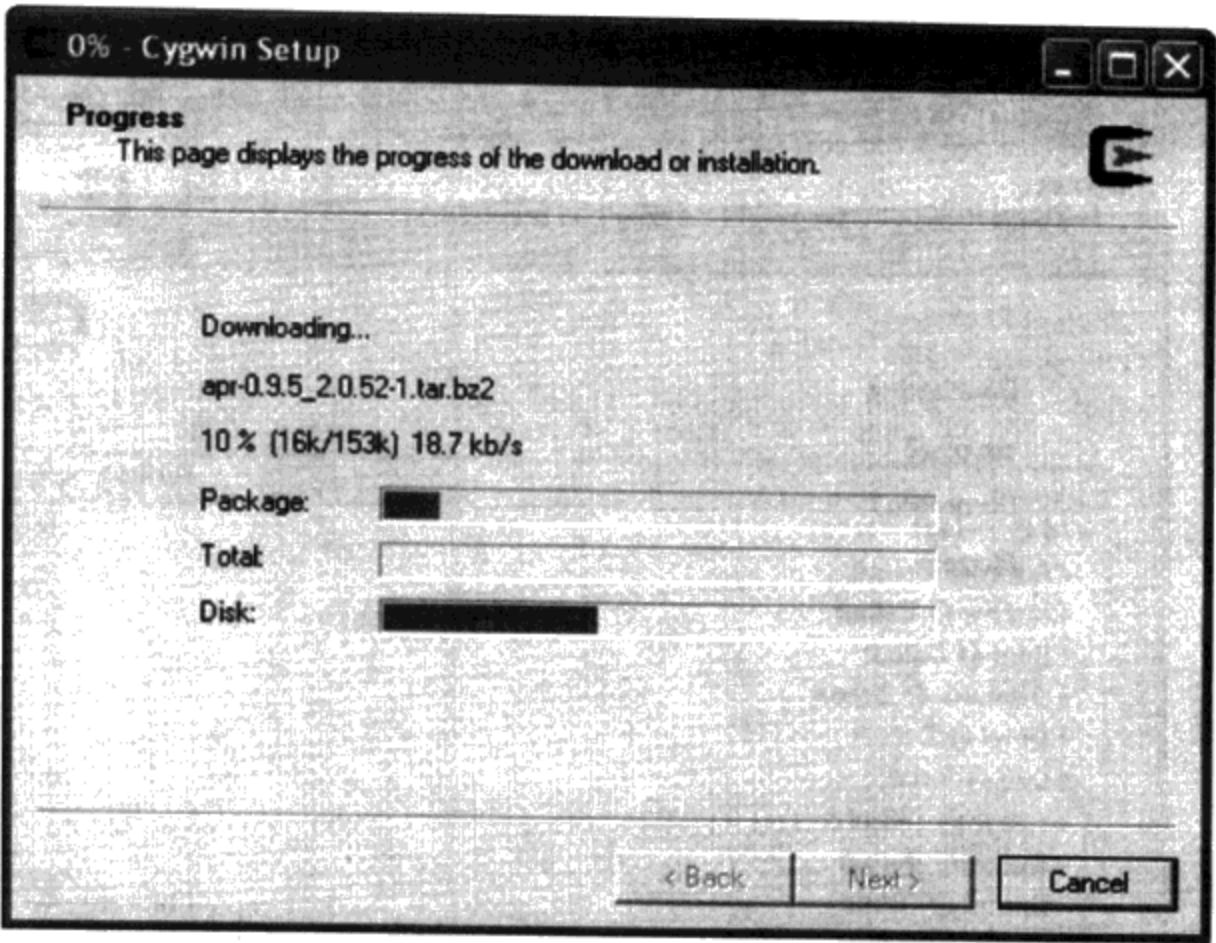 0% - Cygwin Setup
Progress
This page displays the progress of the download or installation.
Downloading...
apr-0.9.5_2.0.52-1.tar.bz2
10 % (16k/153k) 18.7 kb/s
Package:
Total:
Disk:
< Back
Next >
Cancel